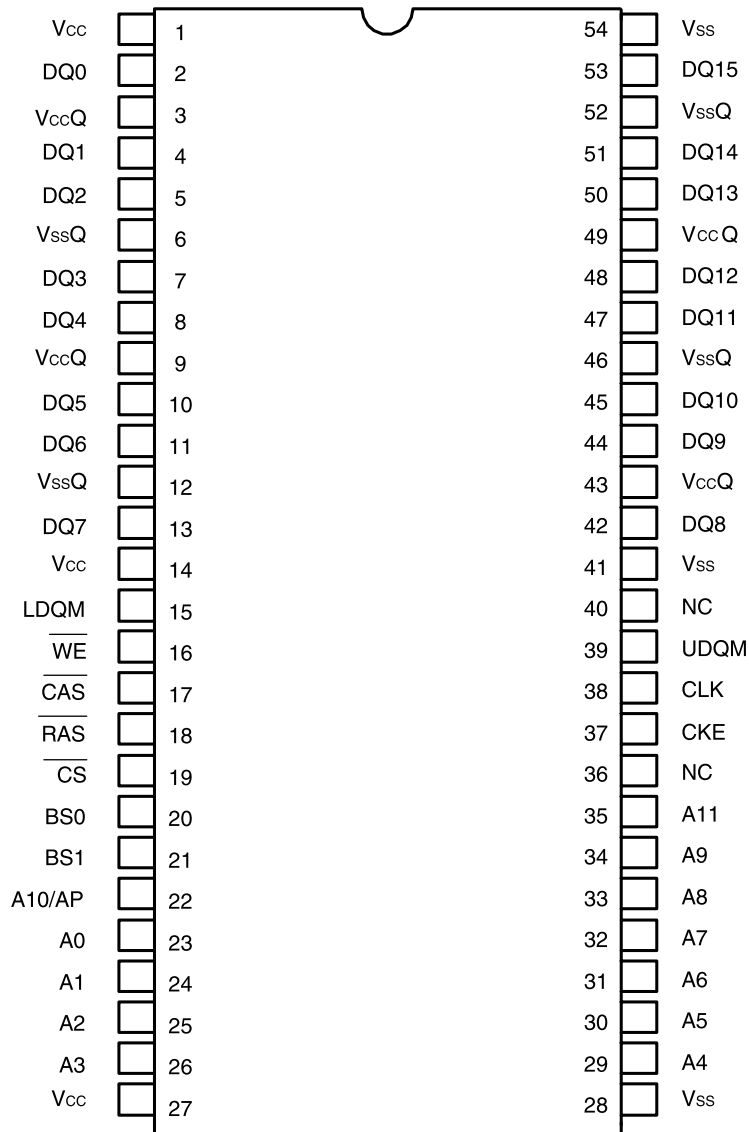 Vcc 1 54 Vss
DQ0 2 53 DQ15
VccQ 3 52 VssQ
DQ1 4 51 DQ14
DQ2 5 50 DQ13
VssQ 6 49 VccQ
DQ3 7 48 DQ12
DQ4 8 47 DQ11
VccQ 9 46 VssQ
DQ5 10 45 DQ10
DQ6 11 44 DQ9
VssQ 12 43 VccQ
DQ7 13 42 DQ8
Vcc 14 41 Vss
LDQM 15 40 NC
W̅E̅ 16 39 UDQM
C̅A̅S̅ 17 38 CLK
R̅A̅S̅ 18 37 CKE
C̅S̅ 19 36 NC
BS0 20 35 A11
BS1 21 34 A9
A10/AP 22 33 A8
A0 23 32 A7
A1 24 31 A6
A2 25 30 A5
A3 26 29 A4
Vcc 27 28 Vss